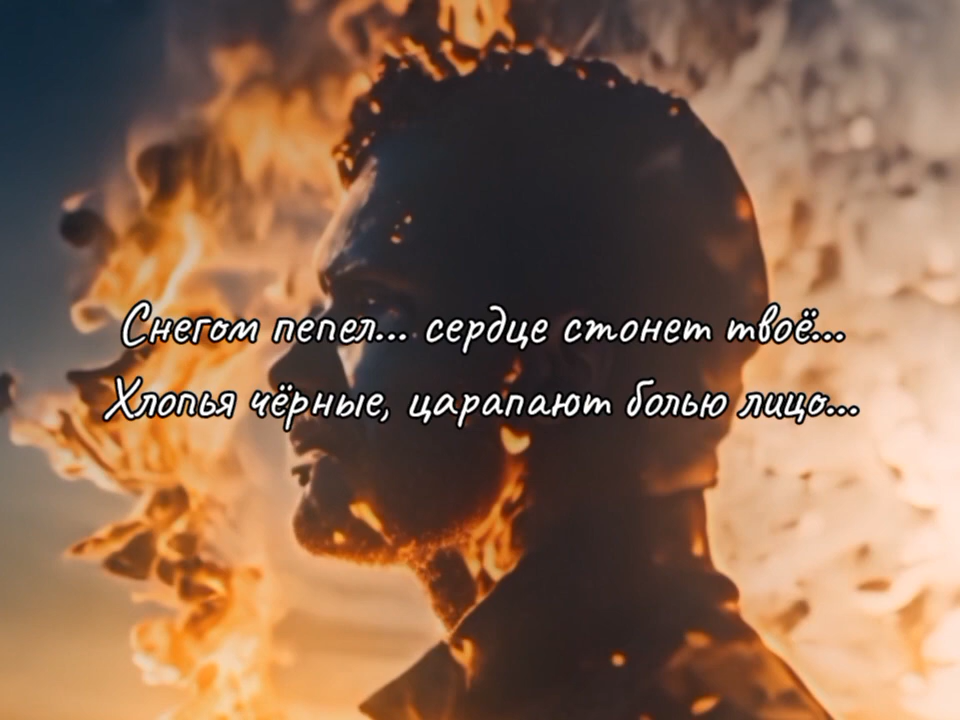 Снегом пепел... сердце стонет твоё...
Хлопья чёрные, царапают болью лицо...